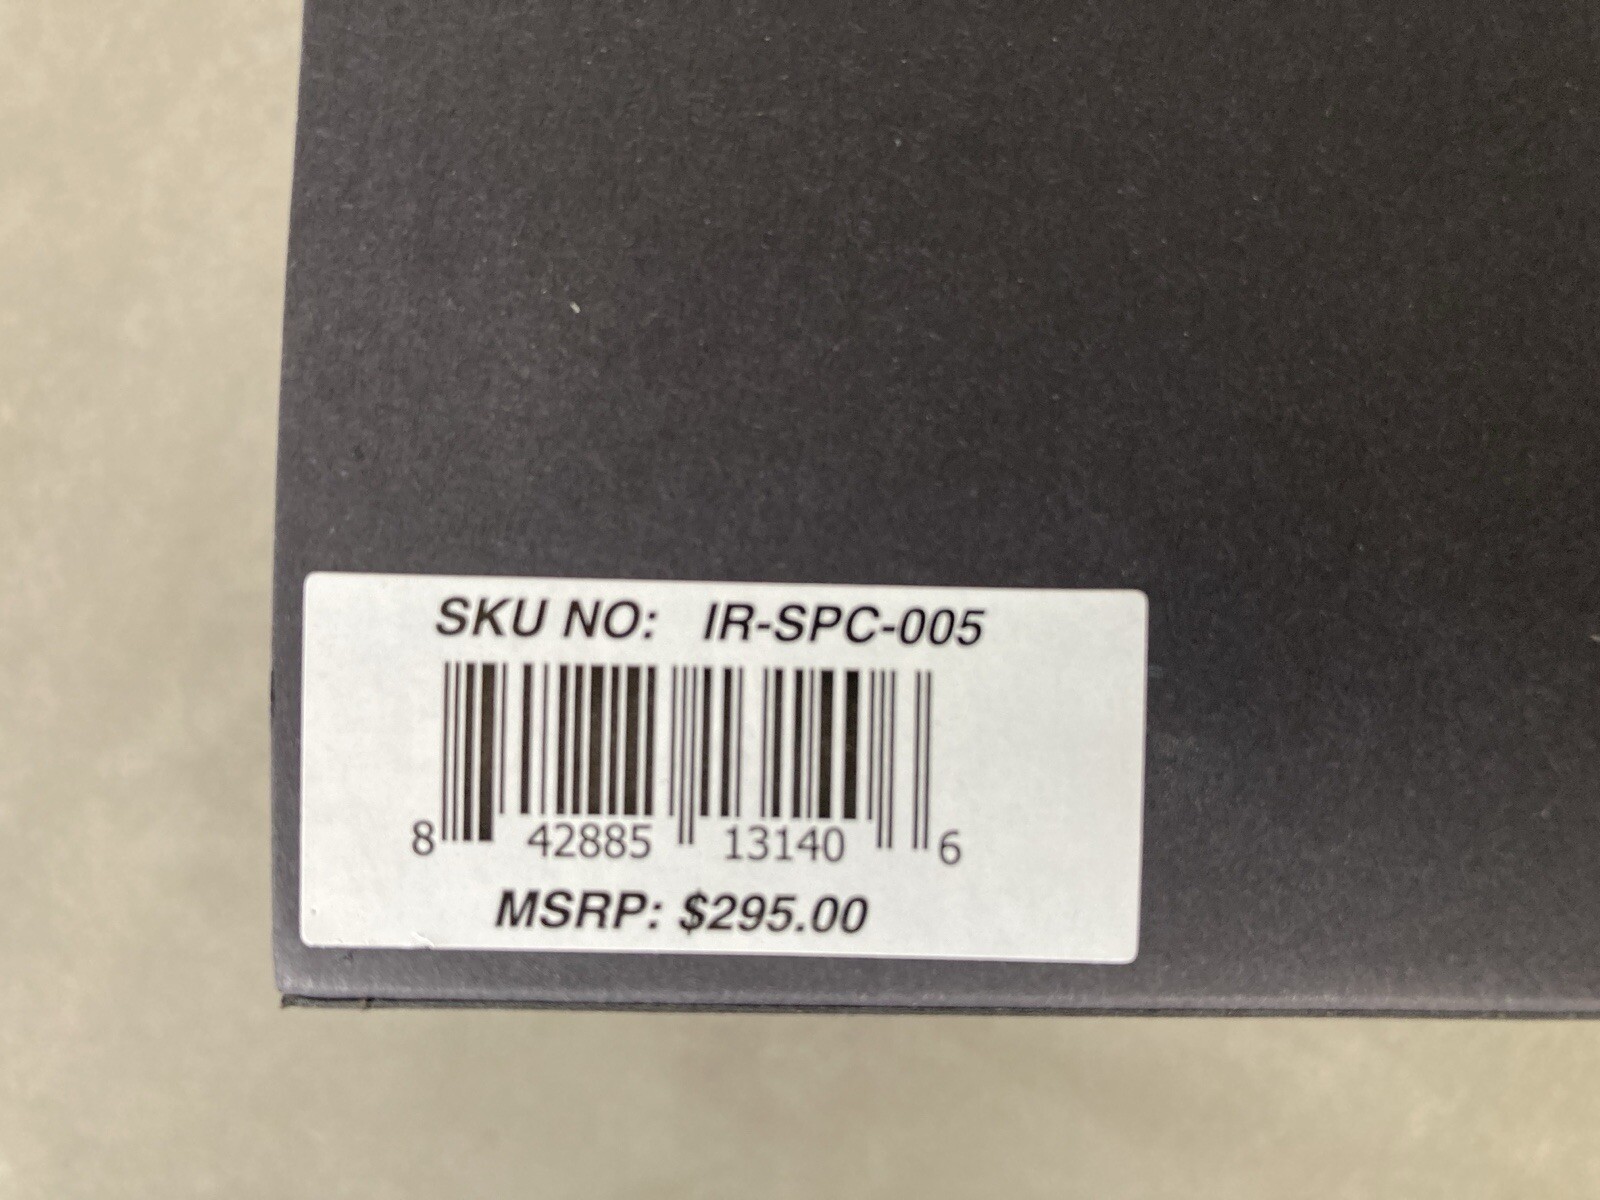 SKU NO: IR-SPC-005
8 42885 13140 6
MSRP: $295.00